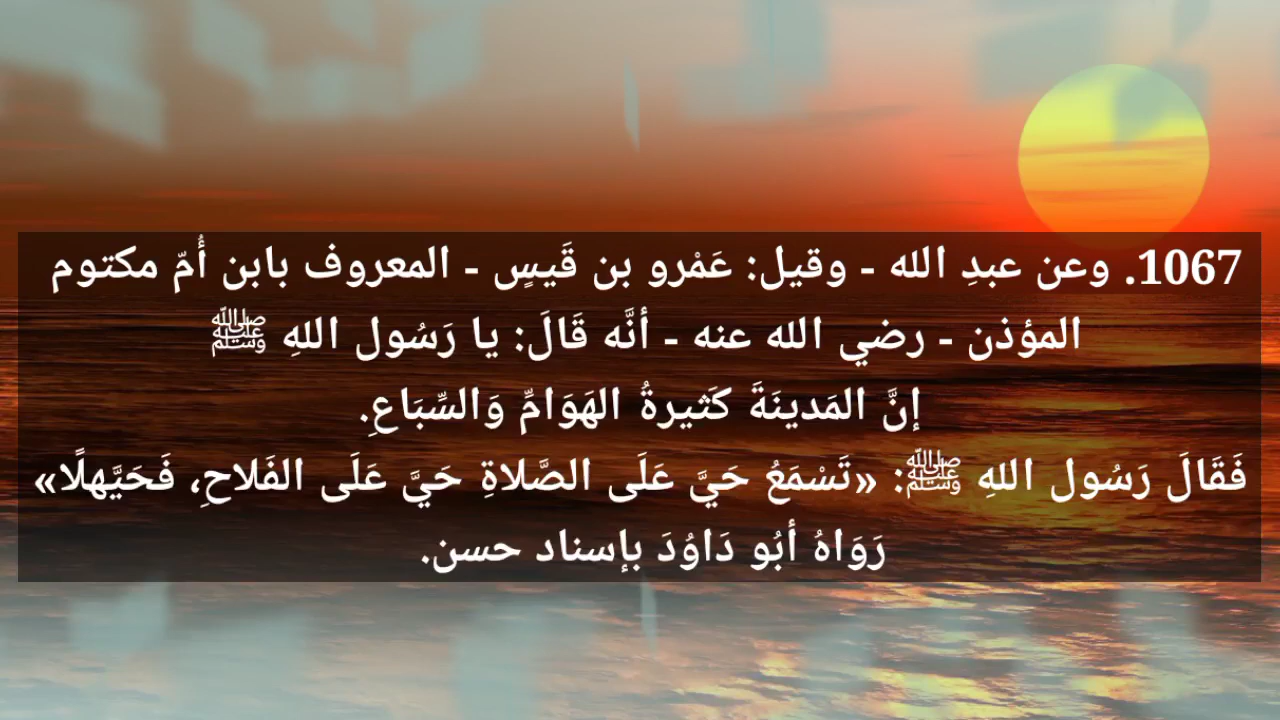 1067. وعن عبدِ الله - وقيل: عَمْرو بن قَيسٍ - المعروف بابن أُمّ مكتوم
المؤذن - رضي الله عنه - أنَّه قَالَ: يا رَسُول اللهِ ﷺ
إنَّ المَدينَةَ كَثيرةُ الهَوَامِّ وَالسِّبَاعِ.
فَقَالَ رَسُول اللهِ ﷺ: «تَسْمَعُ حَيَّ عَلَى الصَّلاةِ حَيَّ عَلَى الفَلاحِ، فَحَيَّهلًا»
رَوَاهُ أبُو دَاوُدَ بإسناد حسن.